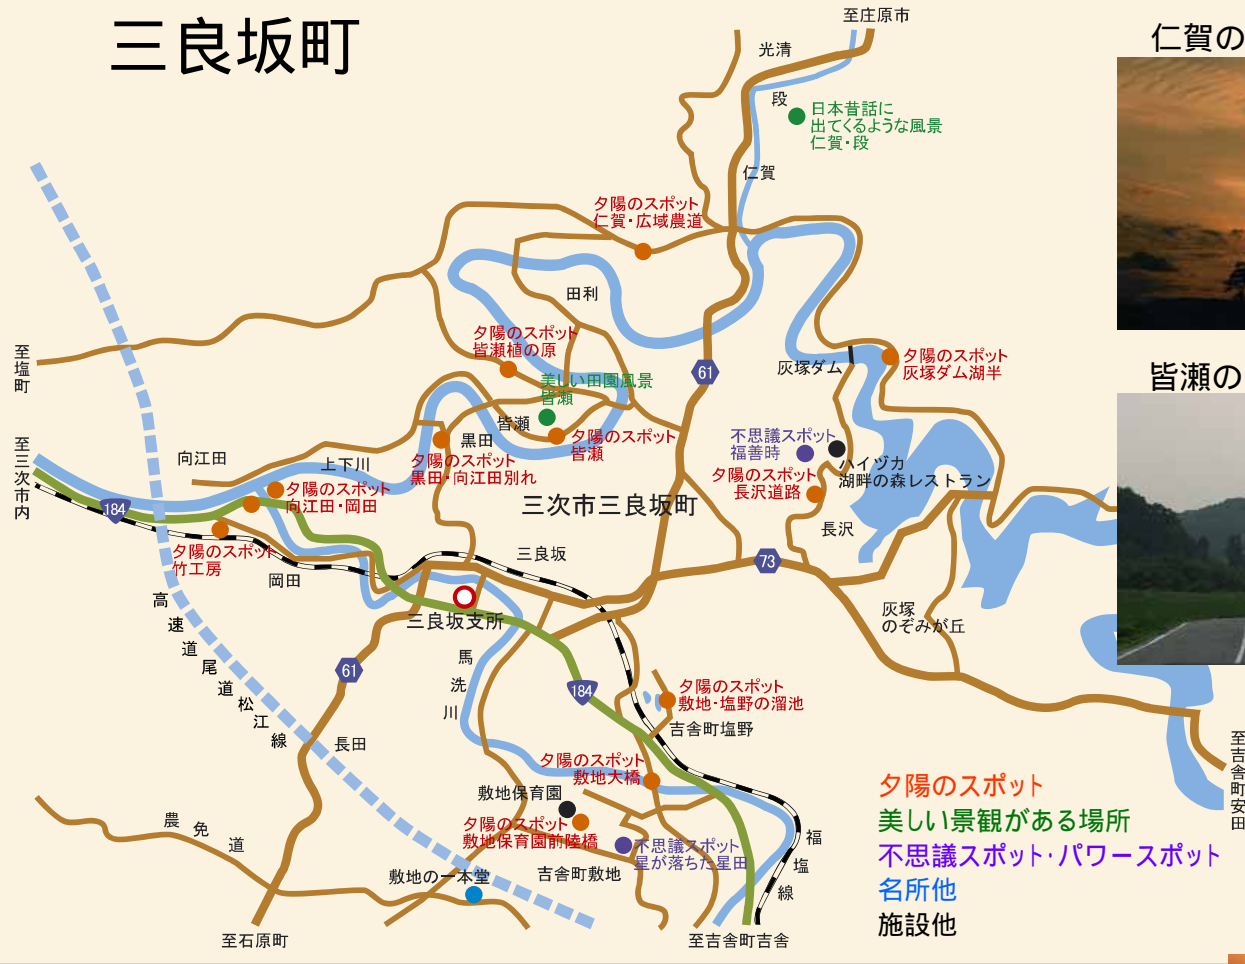 三良坂町
至庄原市
仁賀の
光清
段
日本昔話に
出てくるような風景
仁賀・段
仁賀
夕陽のスポット
仁賀・広域農道
田利
夕陽のスポット
皆瀬植の原
至塩町
61
灰塚ダム
夕陽のスポット
灰塚ダム湖半
皆瀬の
美しい田園風景
皆瀬
皆瀬
夕陽のスポット
皆瀬
黒田
夕陽のスポット
黒田・向江田別れ
不思議スポット
福善時
ハイヅカ
湖畔の森レストラン
夕陽のスポット
長沢道路
至三次市内
向江田
上下川
夕陽のスポット
向江田・岡田
184
三次市三良坂町
長沢
夕陽のスポット
竹工房
岡田
三良坂
73
高速道尾道松江線
三良坂支所
灰塚
のぞみが丘
馬洗川
61
184
夕陽のスポット
敷地・塩野の溜池
吉舎町塩野
長田
夕陽のスポット
敷地大橋
敷地保育園
夕陽のスポット
敷地保育園前陸橋
農免道
不思議スポット
星が落ちた星田
吉舎町敷地
敷地の一本堂
福塩線
至石原町
至吉舎町吉舎
至吉舎町安田
夕陽のスポット
美しい景観がある場所
不思議スポット・パワースポット
名所他
施設他